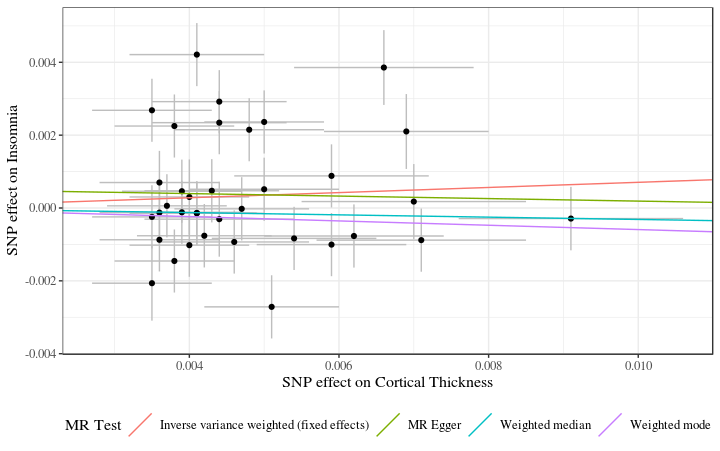 0.004
0.002
0.000
-0.002
-0.004
SNP effect on Insomnia
0.004 0.006 0.008 0.010
SNP effect on Cortical Thickness
MR Test Inverse variance weighted (fixed effects) MR Egger Weighted median Weighted mode